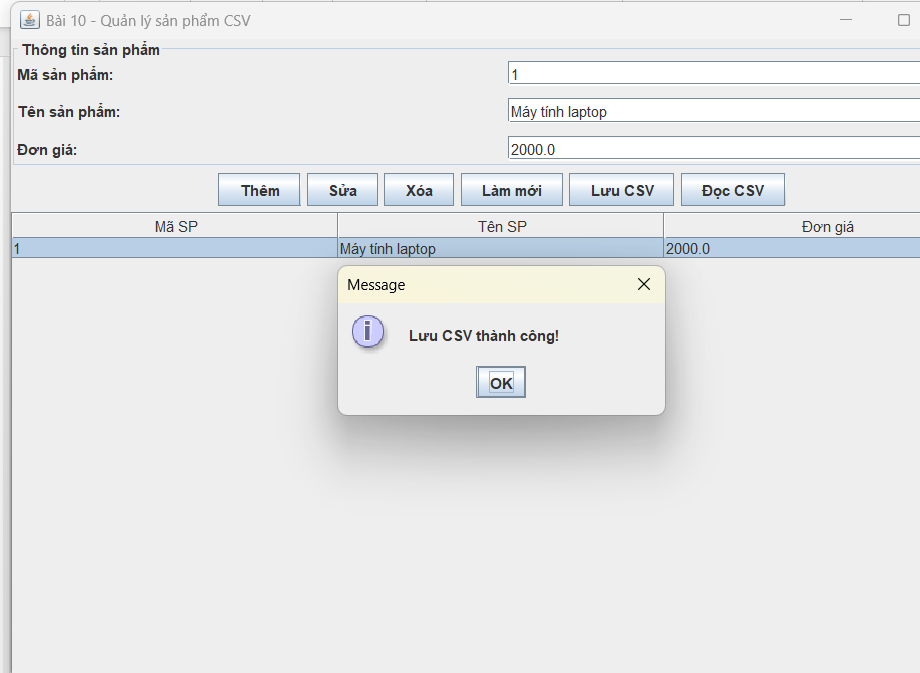 Bài 10 - Quản lý sản phẩm CSV
Thông tin sản phẩm
Mã sản phẩm:
1
Tên sản phẩm:
Máy tính laptop
Đơn giá:
2000.0
Thêm Sửa Xóa Làm mới Lưu CSV Đọc CSV
Mã SP Tên SP Đơn giá
1 Máy tính laptop 2000.0
Message
i
Lưu CSV thành công!
OK